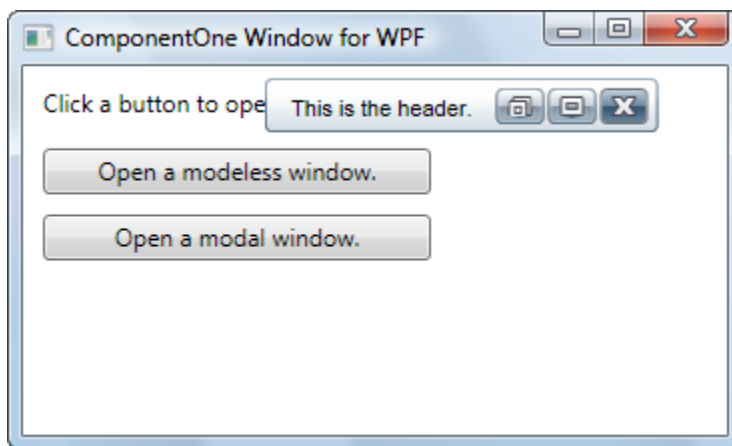 ComponentOne Window for WPF
Click a button to ope
This is the header.
Open a modeless window.
Open a modal window.